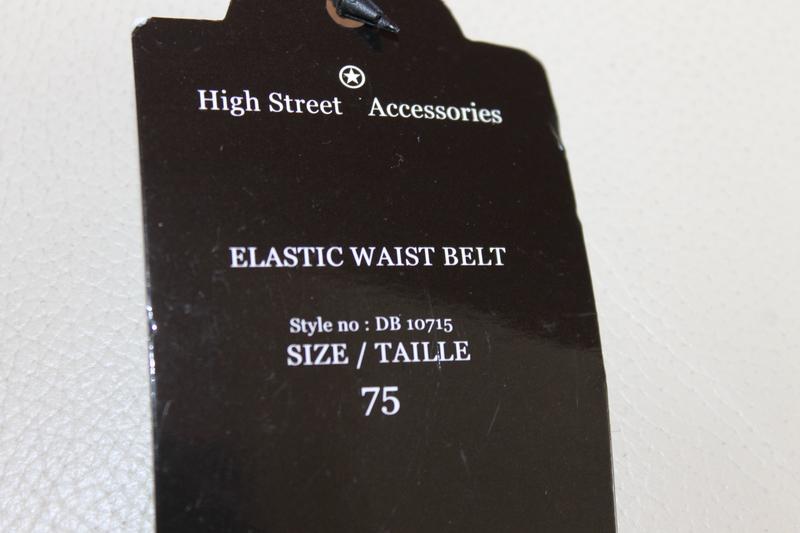 High Street Accessories
ELASTIC WAIST BELT
Style no : DB 10715
SIZE / TAILLE
75